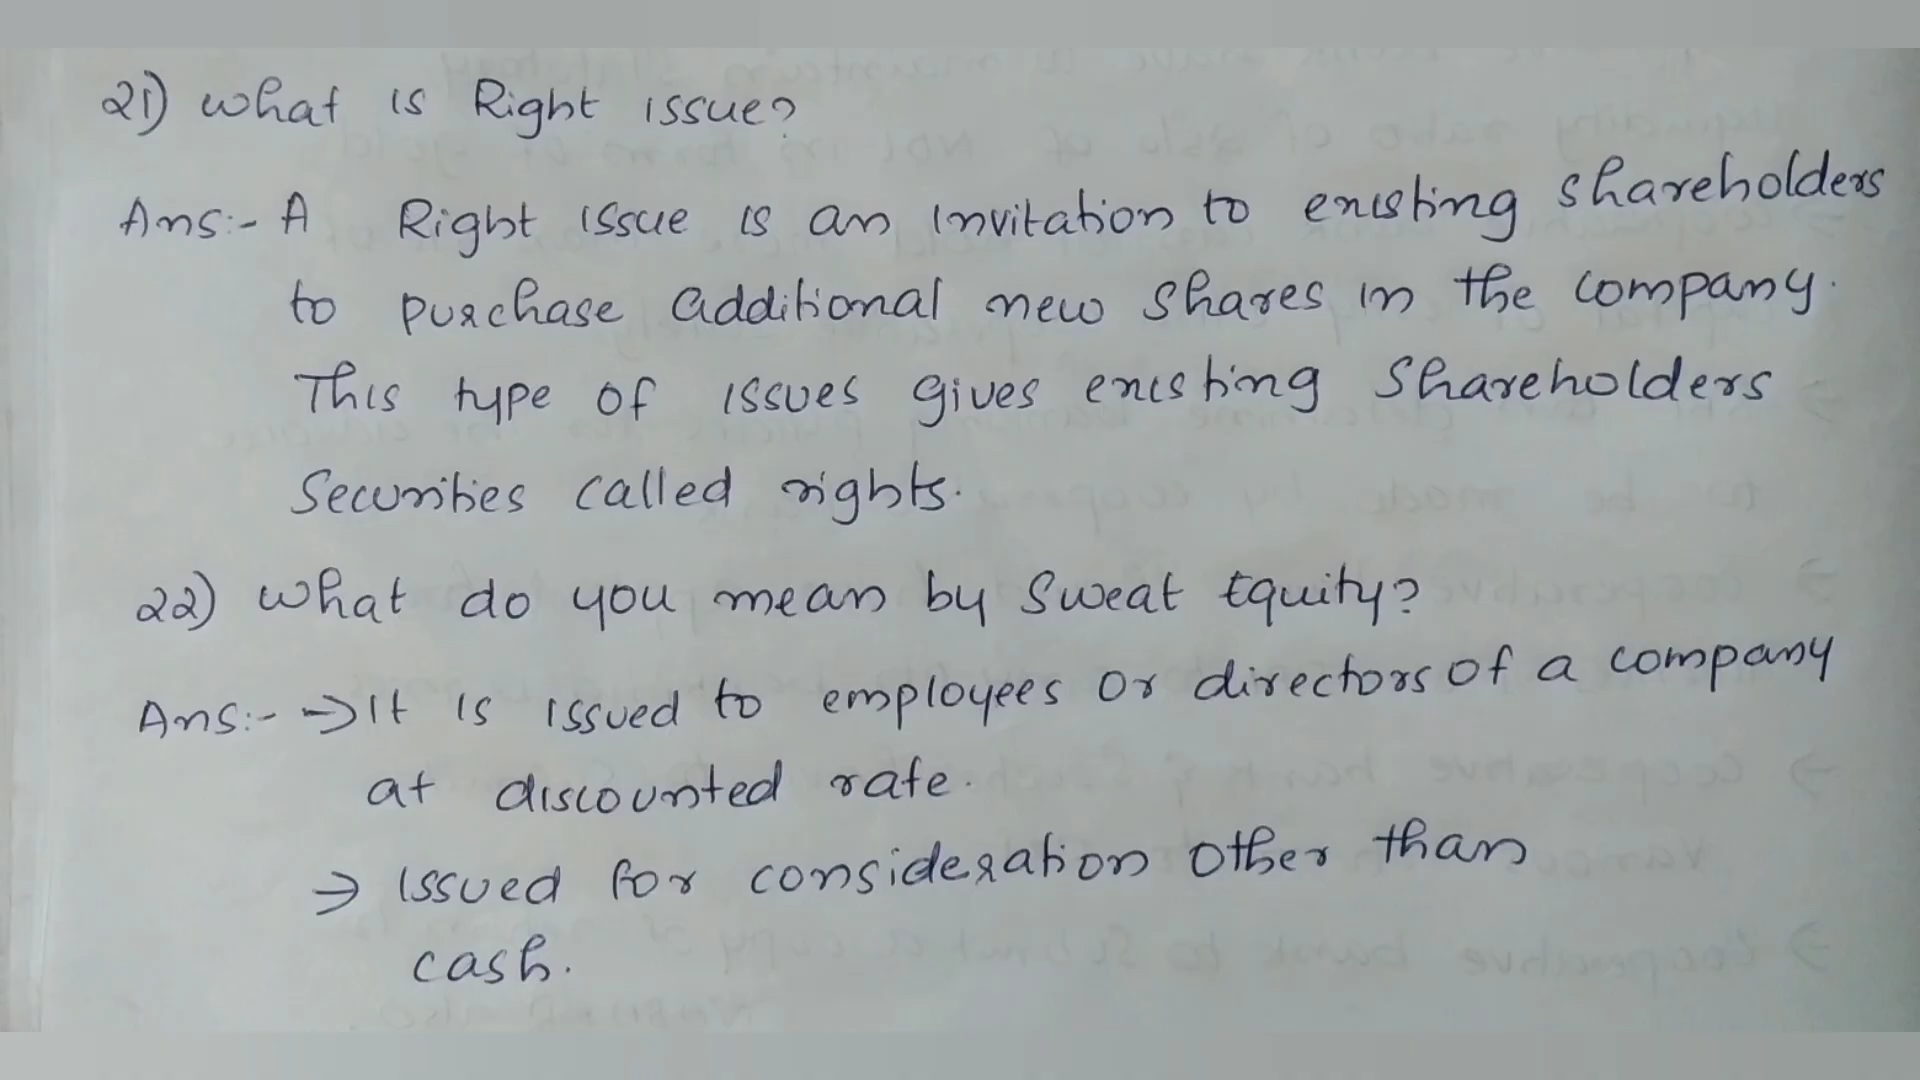 21) What is Right issue?
Ans:- A Right issue is an invitation to existing shareholders
to purchase additional new shares in the company.
This type of issues gives existing Shareholders
Securities called rights.
22) What do you mean by Sweat Equity?
Ans:- → It is issued to employees or directors of a company
at discounted rate.
→ Issued for consideration other than
cash.